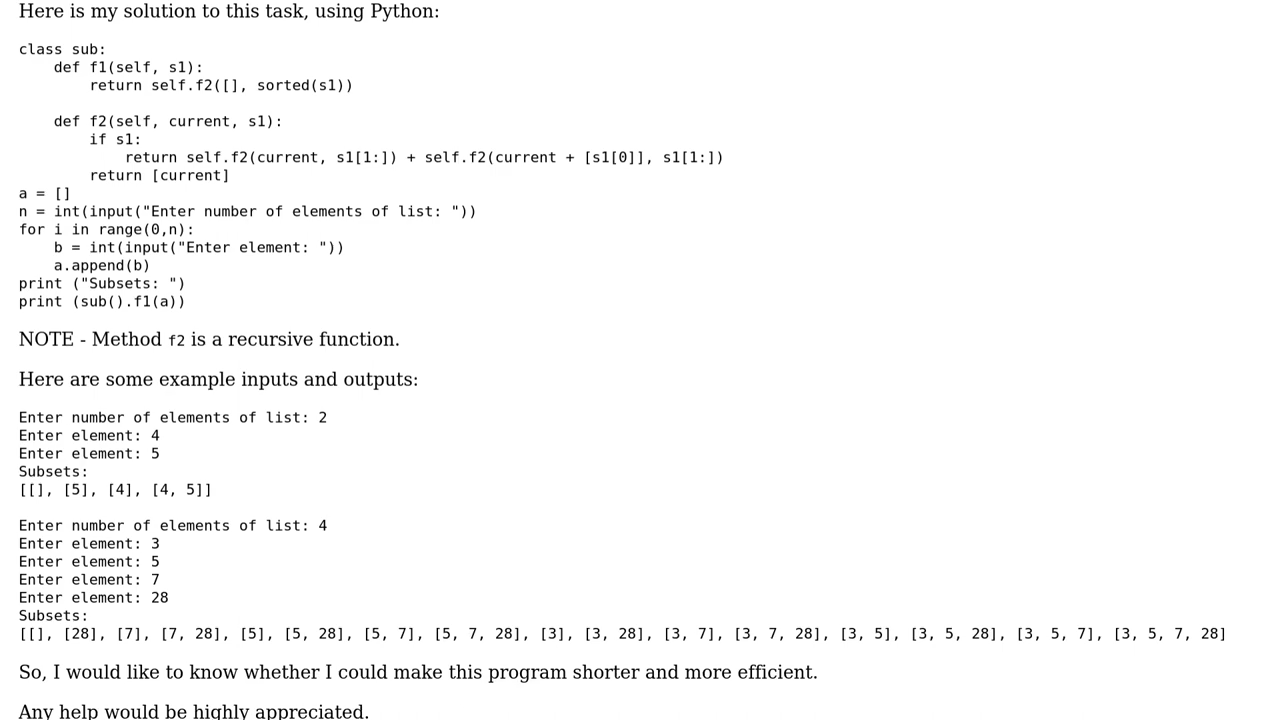 Here is my solution to this task, using Python:
class sub:
    def f1(self, s1):
        return self.f2([], sorted(s1))
    def f2(self, current, s1):
        if s1:
            return self.f2(current, s1[1:]) + self.f2(current + [s1[0]], s1[1:])
        return [current]
a = []
n = int(input("Enter number of elements of list: "))
for i in range(0,n):
    b = int(input("Enter element: "))
    a.append(b)
print ("Subsets: ")
print (sub().f1(a))
NOTE - Method f2 is a recursive function.
Here are some example inputs and outputs:
Enter number of elements of list: 2
Enter element: 4
Enter element: 5
Subsets:
[[], [5], [4], [4, 5]]
Enter number of elements of list: 4
Enter element: 3
Enter element: 5
Enter element: 7
Enter element: 28
Subsets:
[[], [28], [7], [7, 28], [5], [5, 28], [5, 7], [5, 7, 28], [3], [3, 28], [3, 7], [3, 7, 28], [3, 5], [3, 5, 28], [3, 5, 7], [3, 5, 7, 28]
So, I would like to know whether I could make this program shorter and more efficient.
Any help would be highly appreciated.